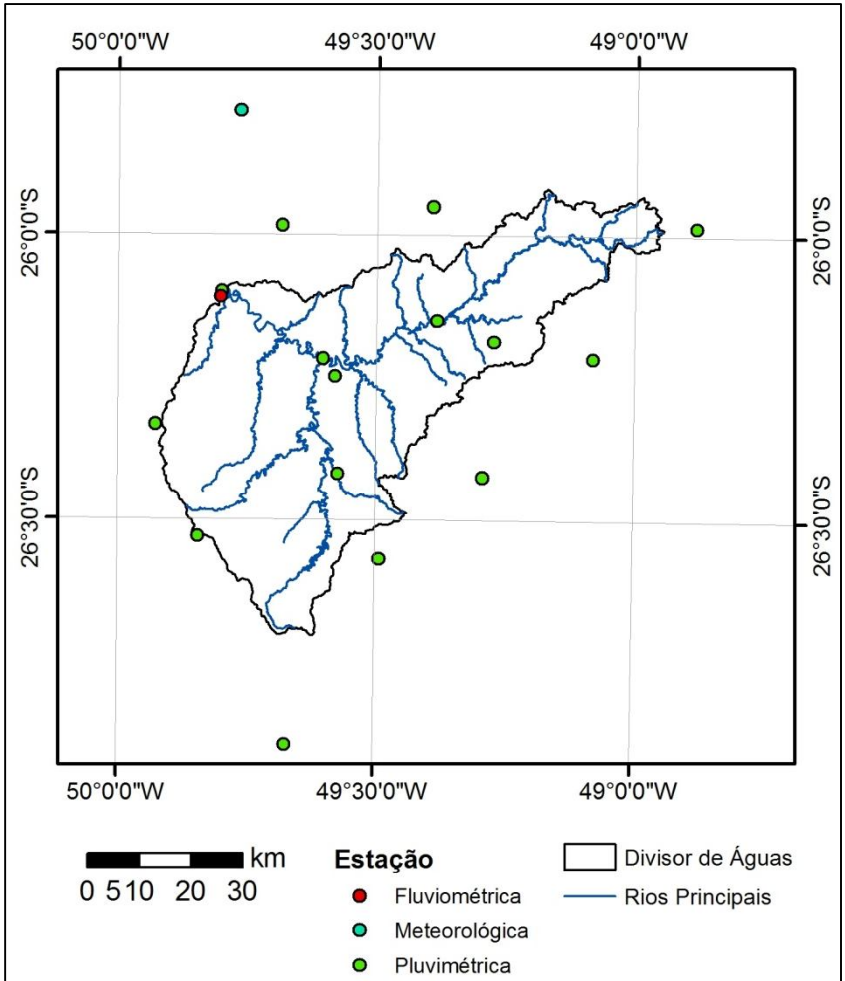 50°0'0"W 49°30'0"W 49°0'0"W
26°0'0"S 26°0'0"S
26°30'0"S 26°30'0"S
50°0'0"W 49°30'0"W 49°0'0"W
km
0 5 10 20 30
Estação
Fluviométrica
Meteorológica
Pluvimétrica
Divisor de Águas
Rios Principais